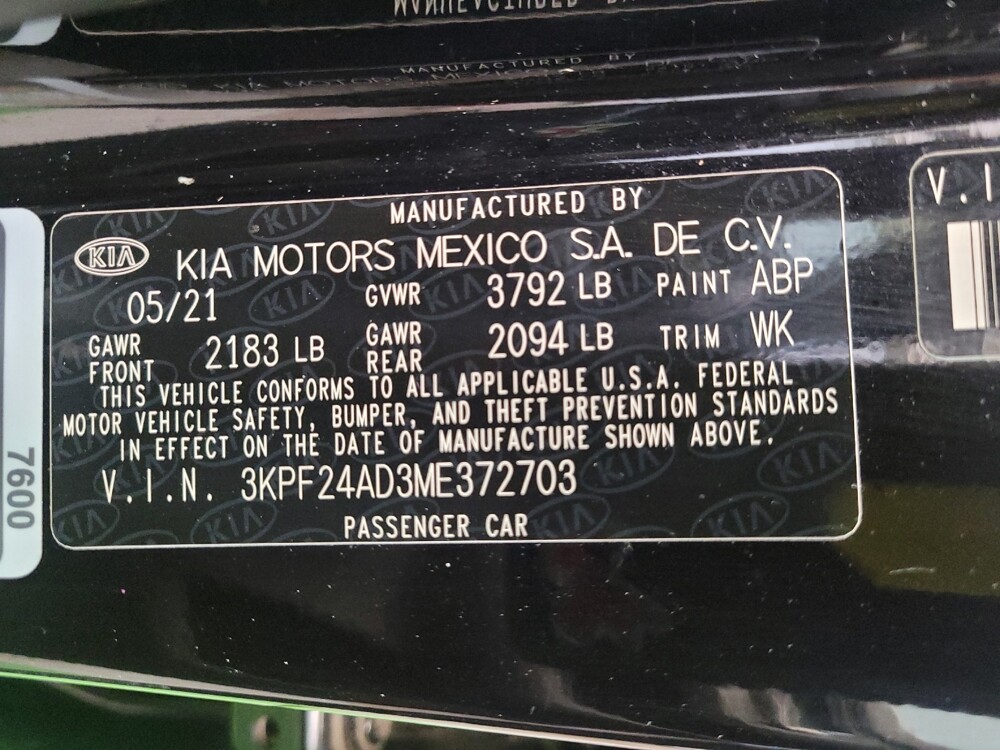 MANUFACTURED BY
MANUFACTURED BY
KIA KIA MOTORS MEXICO S.A. DE C.V.
05/21 GVWR 3792 LB PAINT ABP
GAWR FRONT 2183 LB GAWR REAR 2094 LB TRIM WK
THIS VEHICLE CONFORMS TO ALL APPLICABLE U.S.A. FEDERAL
MOTOR VEHICLE SAFETY, BUMPER, AND THEFT PREVENTION STANDARDS
IN EFFECT ON THE DATE OF MANUFACTURE SHOWN ABOVE.
V.I.N. 3KPF24AD3ME372703
PASSENGER CAR
7600
V.I